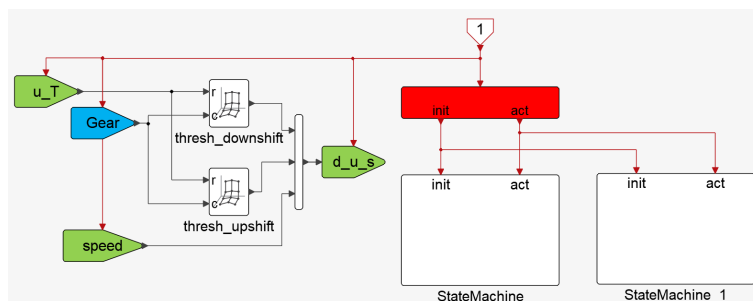 1
u_T
Gear
r
c
thresh_downshift
r
c
thresh_upshift
speed
d_u_s
init act
init act
StateMachine
init act
StateMachine_1